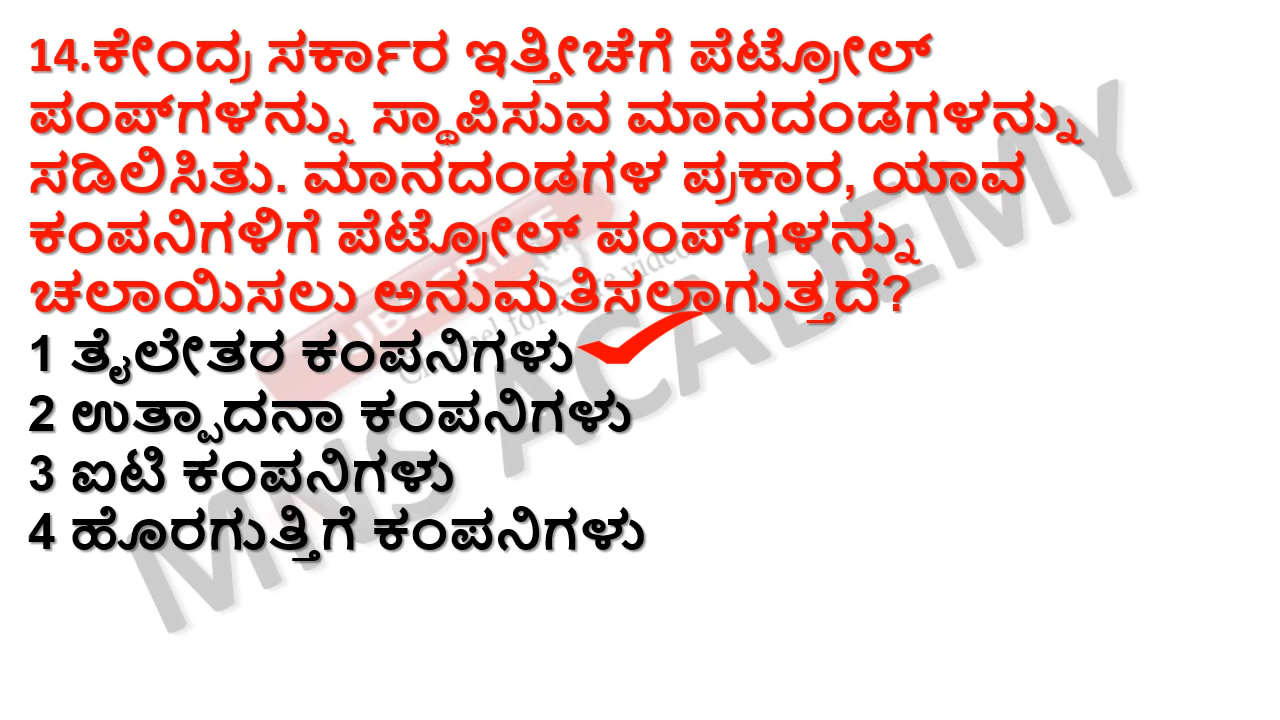 14.ಕೇಂದ್ರ ಸರ್ಕಾರ ಇತ್ತೀಚೆಗೆ ಪೆಟ್ರೋಲ್
ಪಂಪ್‌ಗಳನ್ನು ಸ್ಥಾಪಿಸುವ ಮಾನದಂಡಗಳನ್ನು
ಸಡಿಲಿಸಿತು. ಮಾನದಂಡಗಳ ಪ್ರಕಾರ, ಯಾವ
ಕಂಪನಿಗಳಿಗೆ ಪೆಟ್ರೋಲ್ ಪಂಪ್‌ಗಳನ್ನು
ಚಲಾಯಿಸಲು ಅನುಮತಿಸಲಾಗುತ್ತದೆ?
1 ತೈಲೇತರ ಕಂಪನಿಗಳು
2 ಉತ್ಪಾದನಾ ಕಂಪನಿಗಳು
3 ಐಟಿ ಕಂಪನಿಗಳು
4 ಹೊರಗುತ್ತಿಗೆ ಕಂಪನಿಗಳು
MNS ACADEMY
SUBSCRIBE